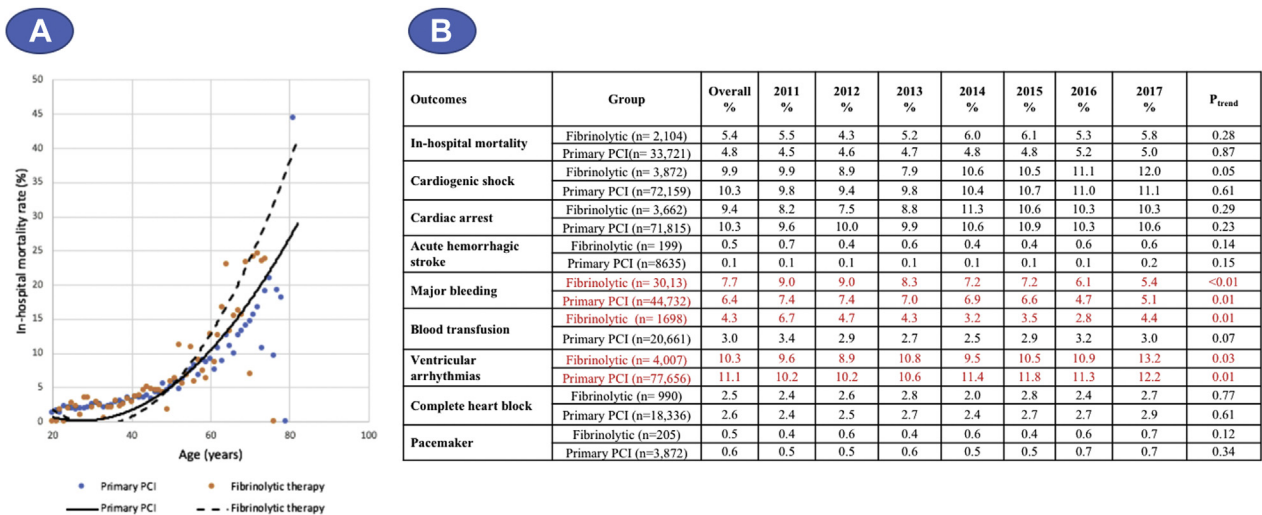 A
B
In-hospital mortality rate (%)
50
45
40
35
30
25
20
15
10
5
0
20 40 60 80 100
Age (years)
Primary PCI Fibrinolytic therapy
Primary PCI Fibrinolytic therapy
Outcomes Group Overall % 2011 % 2012 % 2013 % 2014 % 2015 % 2016 % 2017 % Ptrend
In-hospital mortality Fibrinolytic (n= 2,104) 5.4 5.5 4.3 5.2 6.0 6.1 5.3 5.8 0.28
Primary PCI(n= 33,721) 4.8 4.5 4.6 4.7 4.8 4.8 5.2 5.0 0.87
Cardiogenic shock Fibrinolytic (n= 3,872) 9.9 9.9 8.9 7.9 10.6 10.5 11.1 12.0 0.05
Primary PCI (n=72,159) 10.3 9.8 9.4 9.8 10.4 10.7 11.0 11.1 0.61
Cardiac arrest Fibrinolytic (n= 3,662) 9.4 8.2 7.5 8.8 11.3 10.6 10.3 10.3 0.29
Primary PCI (n=71,815) 10.3 9.6 10.0 9.9 10.6 10.9 10.3 10.6 0.23
Acute hemorrhagic stroke Fibrinolytic (n= 199) 0.5 0.7 0.4 0.6 0.4 0.4 0.6 0.6 0.14
Primary PCI (n=8635) 0.1 0.1 0.1 0.1 0.1 0.1 0.1 0.2 0.15
Major bleeding Fibrinolytic (n= 30,13) 7.7 9.0 9.0 8.3 7.2 7.2 6.1 5.4 <0.01
Primary PCI (n=44,732) 6.4 7.4 7.4 7.0 6.9 6.6 4.7 5.1 0.01
Blood transfusion Fibrinolytic (n= 1698) 4.3 6.7 4.7 4.3 3.2 3.5 2.8 4.4 0.01
Primary PCI (n=20,661) 3.0 3.4 2.9 2.7 2.5 2.9 3.2 3.0 0.07
Ventricular arrhythmias Fibrinolytic (n= 4,007) 10.3 9.6 8.9 10.8 9.5 10.5 10.9 13.2 0.03
Primary PCI (n=77,656) 11.1 10.2 10.2 10.6 11.4 11.8 11.3 12.2 0.01
Complete heart block Fibrinolytic (n= 990) 2.5 2.4 2.6 2.8 2.0 2.8 2.4 2.7 0.77
Primary PCI (n=18,336) 2.6 2.4 2.5 2.7 2.4 2.7 2.7 2.9 0.61
Pacemaker Fibrinolytic (n=205) 0.5 0.4 0.6 0.4 0.6 0.4 0.6 0.7 0.12
Primary PCI (n=3,872) 0.6 0.5 0.5 0.6 0.5 0.5 0.7 0.7 0.34